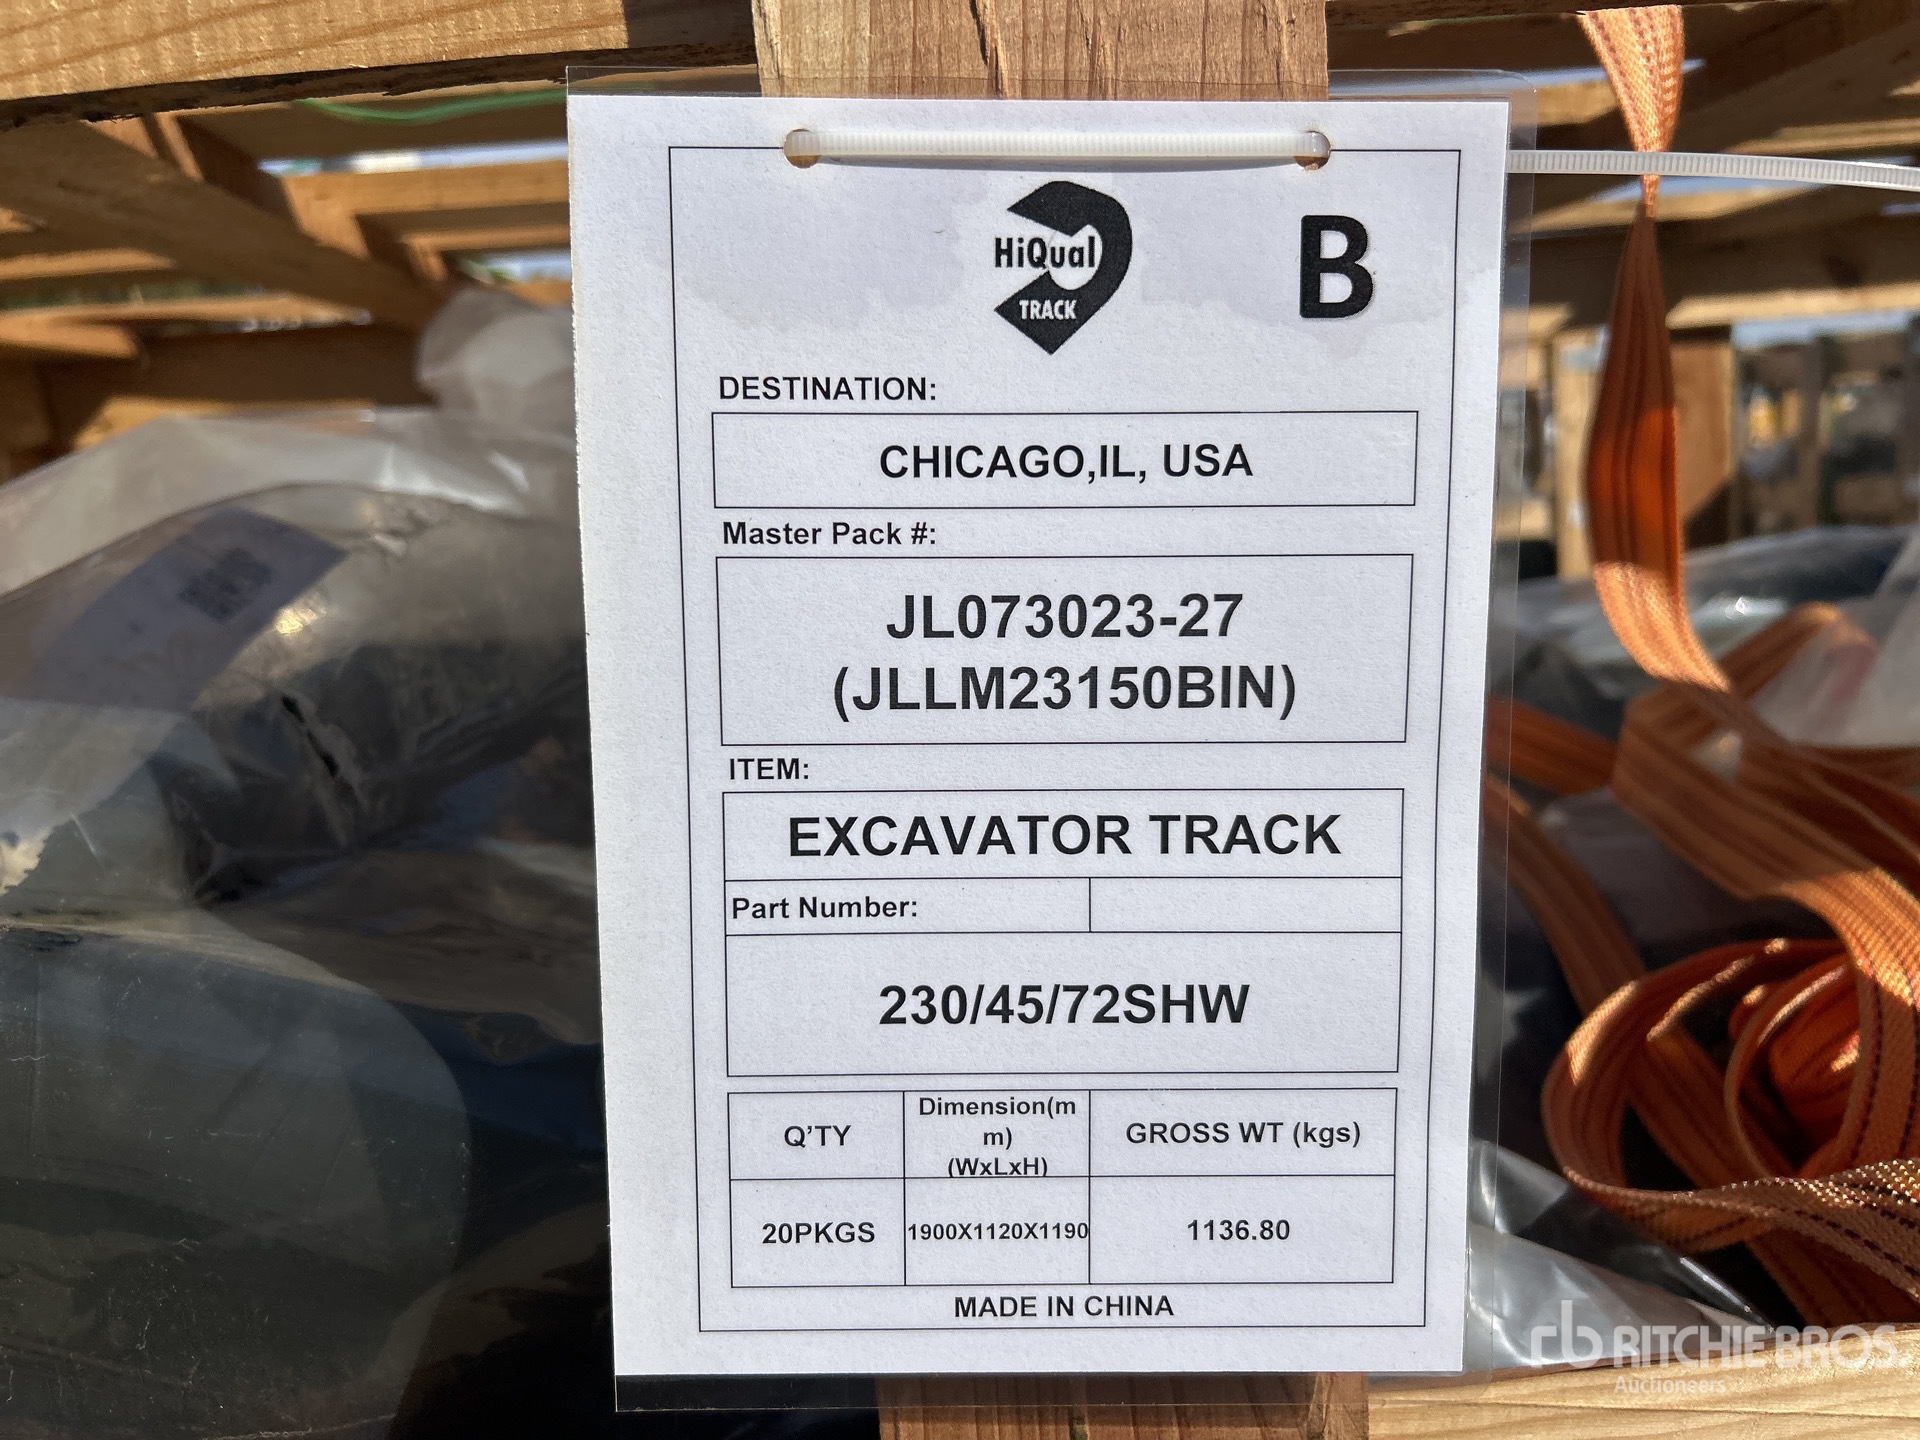 HiQual
TRACK
B
DESTINATION:
CHICAGO,IL, USA
Master Pack #:
JL073023-27
(JLLM23150BIN)
ITEM:
EXCAVATOR TRACK
Part Number:
230/45/72SHW
Q'TY
Dimension(m
m)
(WxLxH)
GROSS WT (kgs)
20PKGS
1900X1120X1190
1136.80
MADE IN CHINA
rb RITCHIE BROS.
Auctioneers